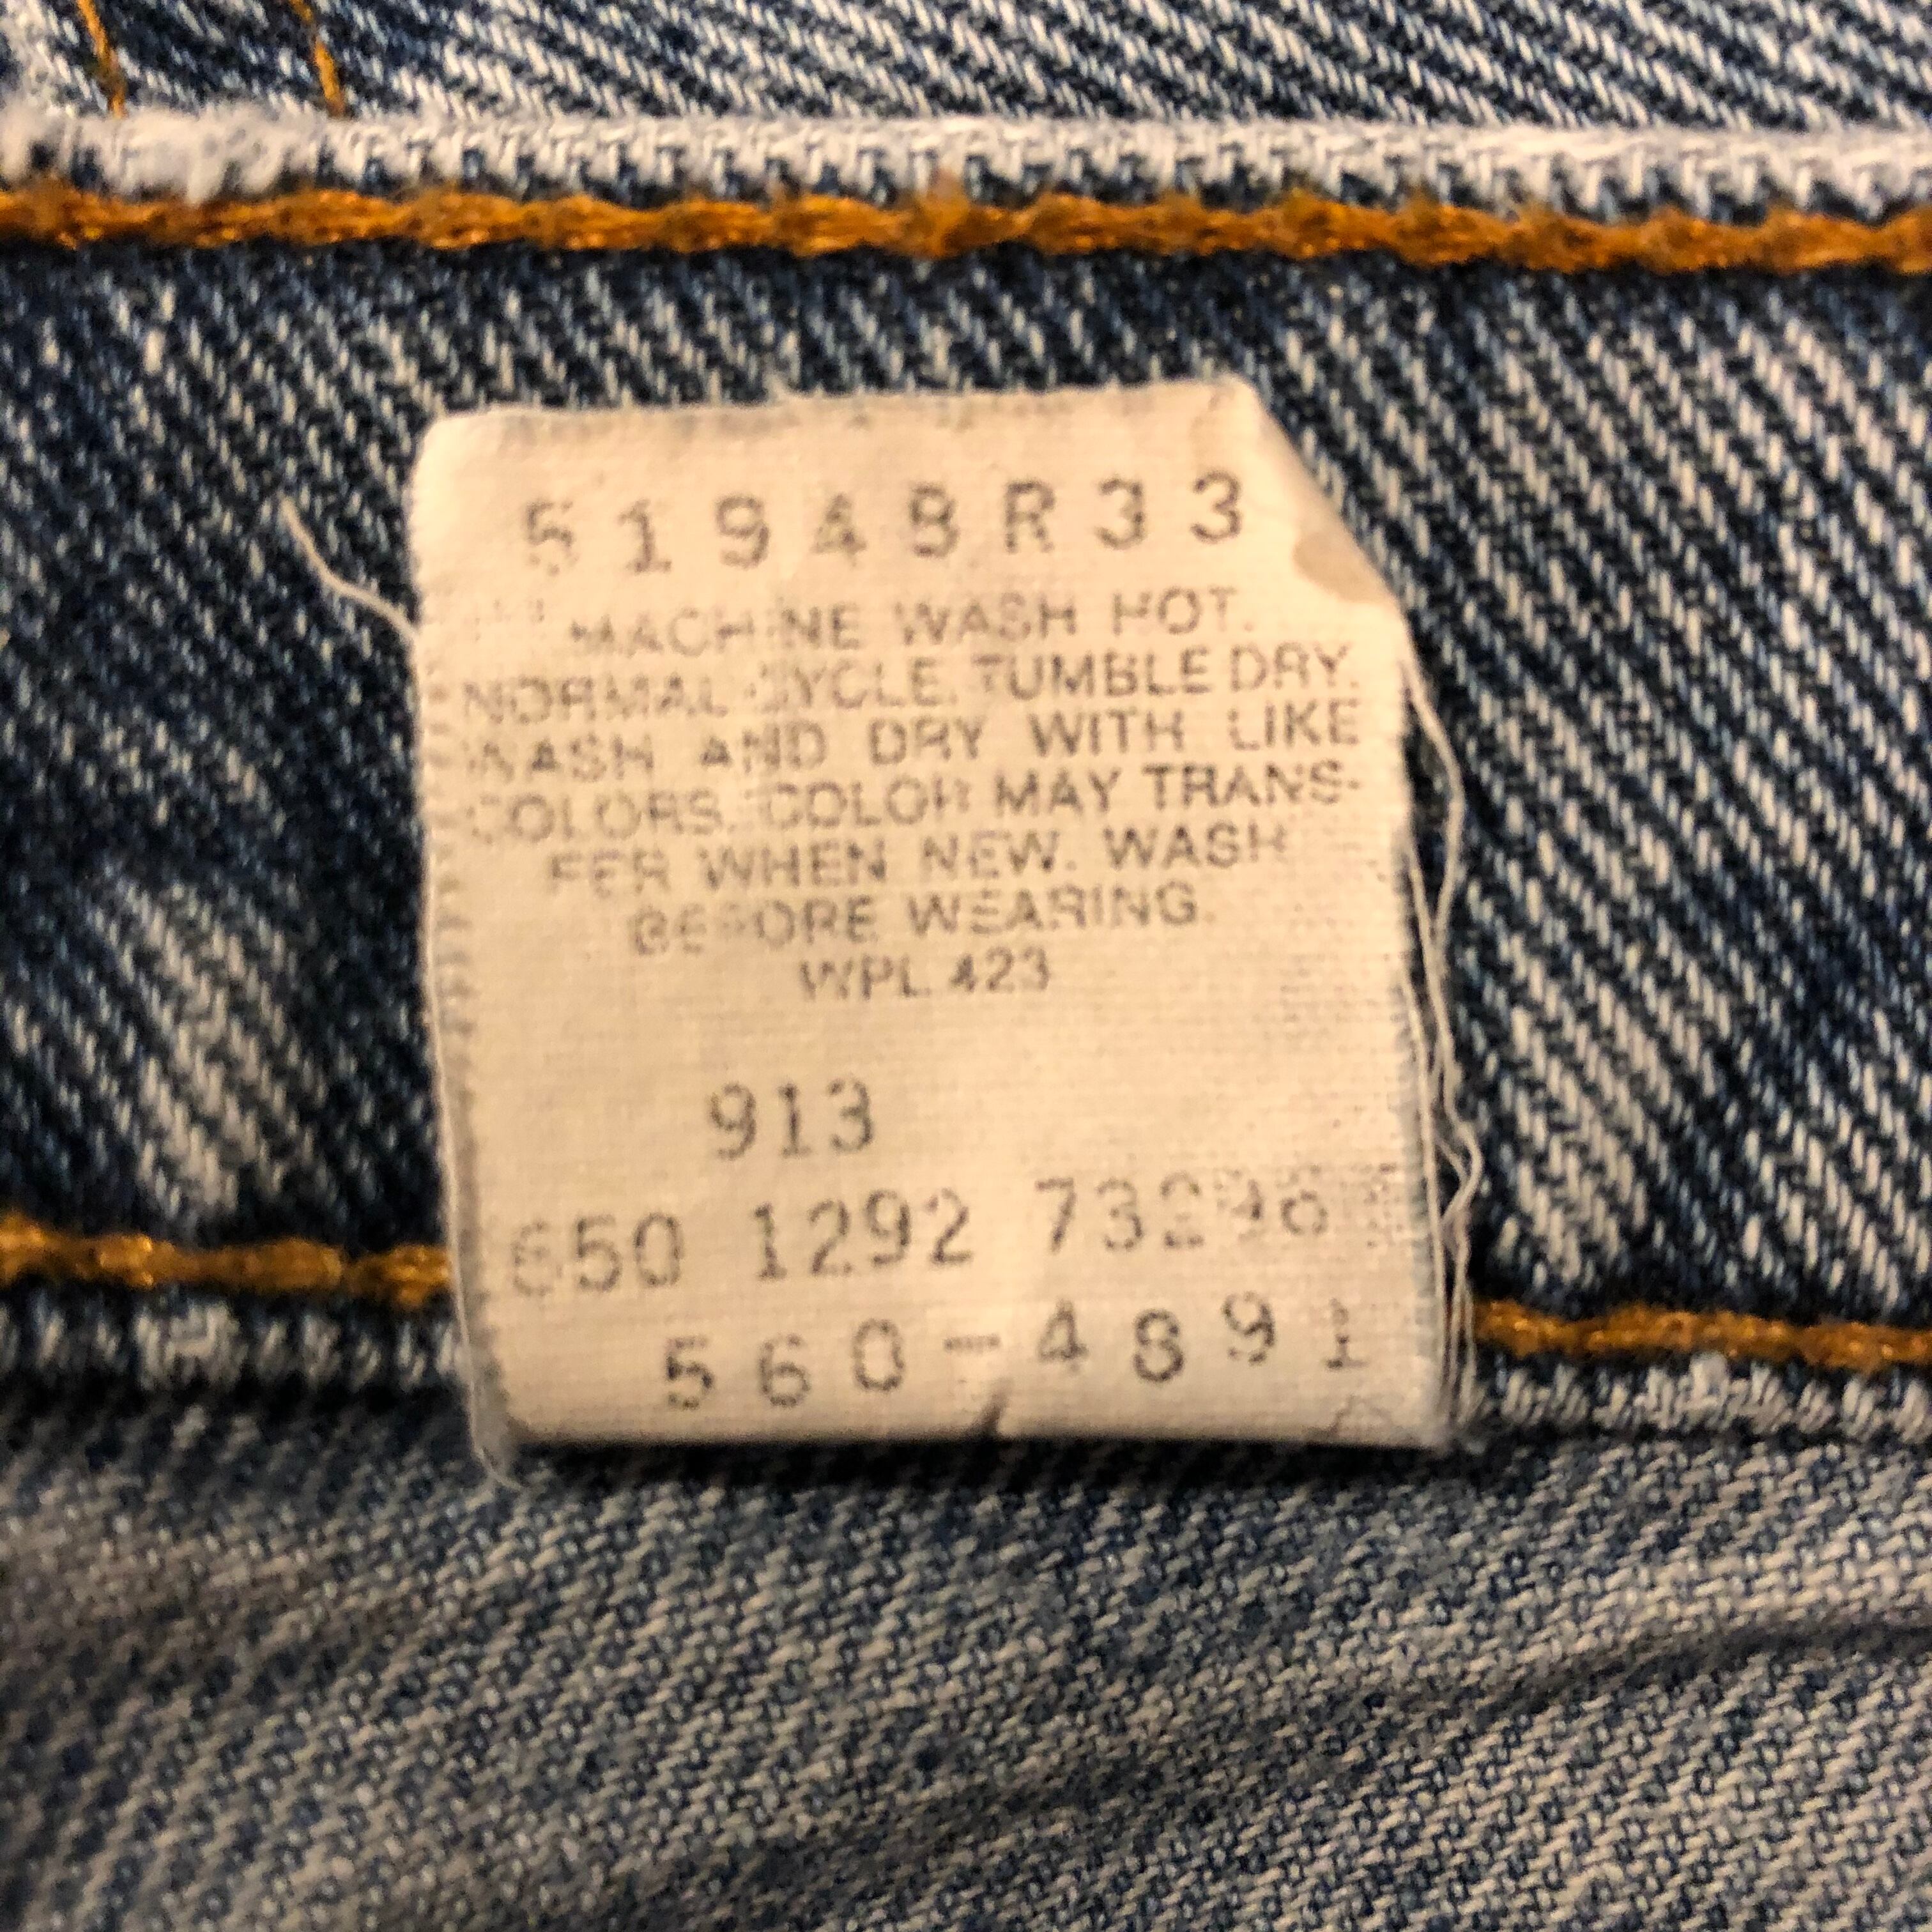 51948R33
MACHINE WASH HOT.
NORMAL CYCLE. TUMBLE DRY.
WASH AND DRY WITH LIKE
COLORS. COLOR MAY TRANS-
FER WHEN NEW. WASH
BEFORE WEARING.
WPL 423
913
650 1292
560-4891